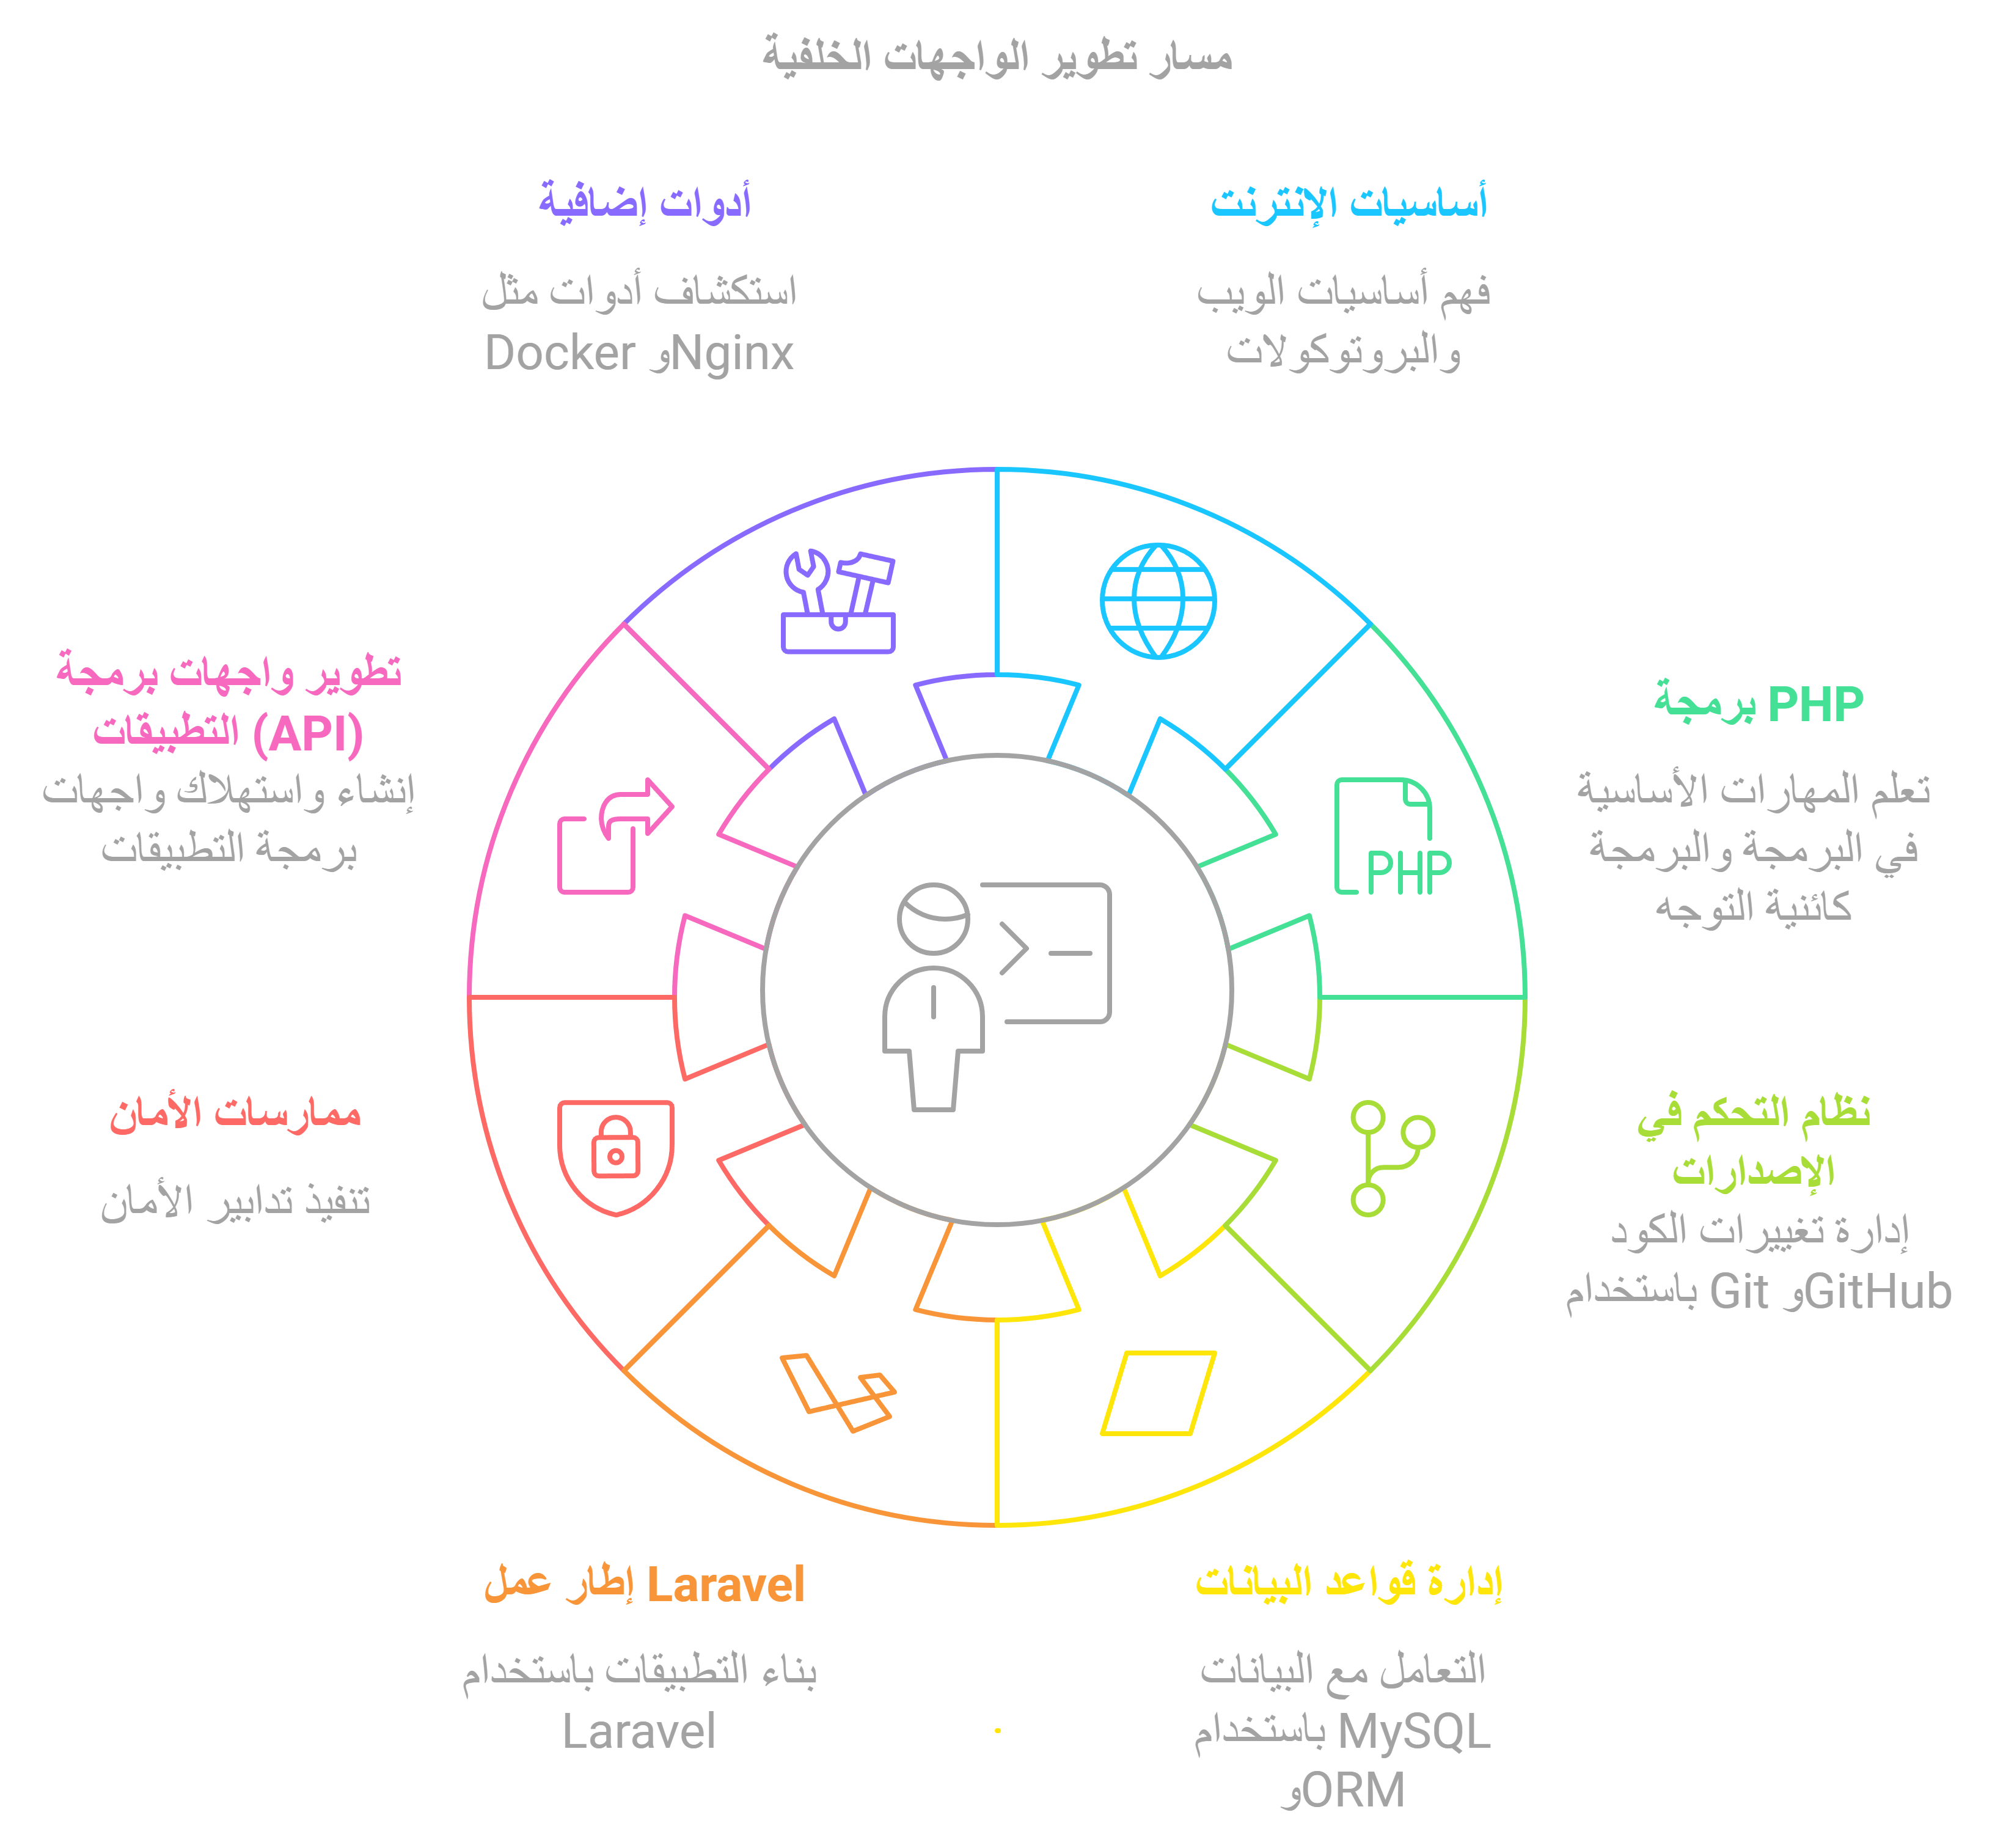 مسار تطوير الواجهات الخلفية
أساسيات الإنترنت
فهم أساسيات الويب
والبروتوكولات
برمجة PHP
تعلم المهارات الأساسية
في البرمجة والبرمجة
كائنية التوجه
PHP
نظام التحكم في
الإصدارات
إدارة تغييرات الكود
باستخدام Git وGitHub
إدارة قواعد البيانات
التعامل مع البيانات
باستخدام MySQL
وORM
إطار عمل Laravel
بناء التطبيقات باستخدام
Laravel
ممارسات الأمان
تنفيذ تدابير الأمان
تطوير واجهات برمجة
التطبيقات (API)
إنشاء واستهلاك واجهات
برمجة التطبيقات
أدوات إضافية
استكشاف أدوات مثل
Docker وNginx